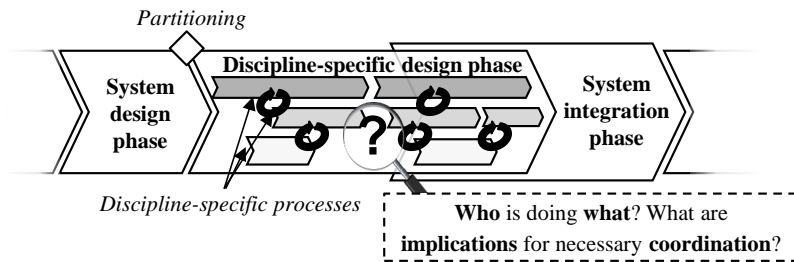 Partitioning
Discipline-specific design phase
System
design
phase
System
integration
phase
?
Discipline-specific processes
Who is doing what? What are
implications for necessary coordination?